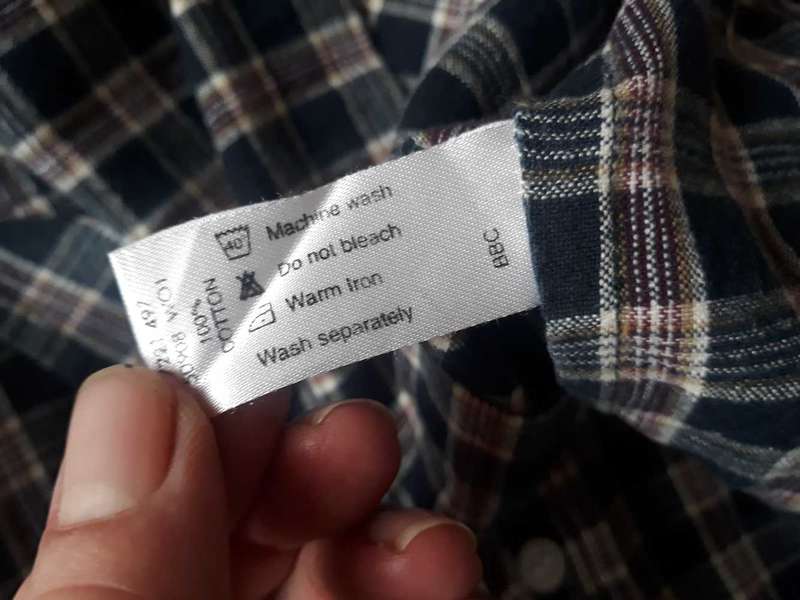 40
Machine wash
Do not bleach
Warm Iron
Wash separately
BBC
100%
COTTON